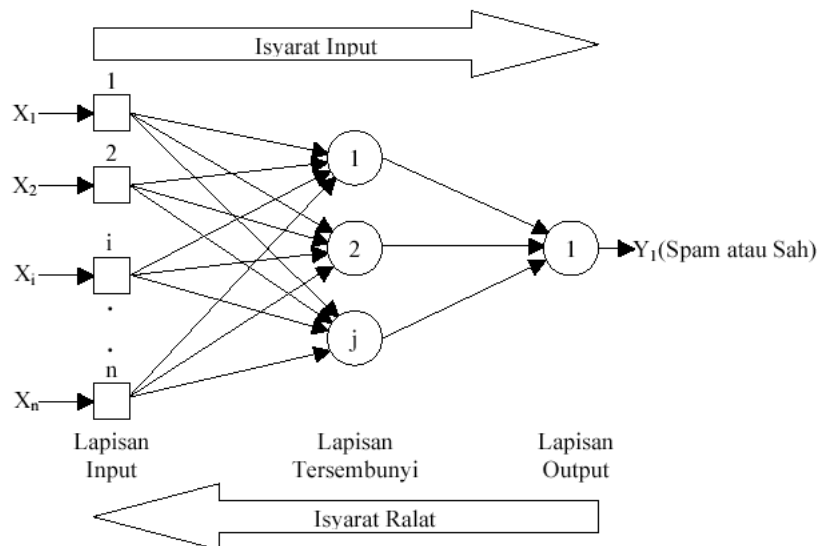 Isyarat Input
1
X1
2
X2
i
Xi
.
.
n
Xn
1
2
j
1
Y1(Spam atau Sah)
Lapisan
Input
Lapisan
Tersembunyi
Lapisan
Output
Isyarat Ralat